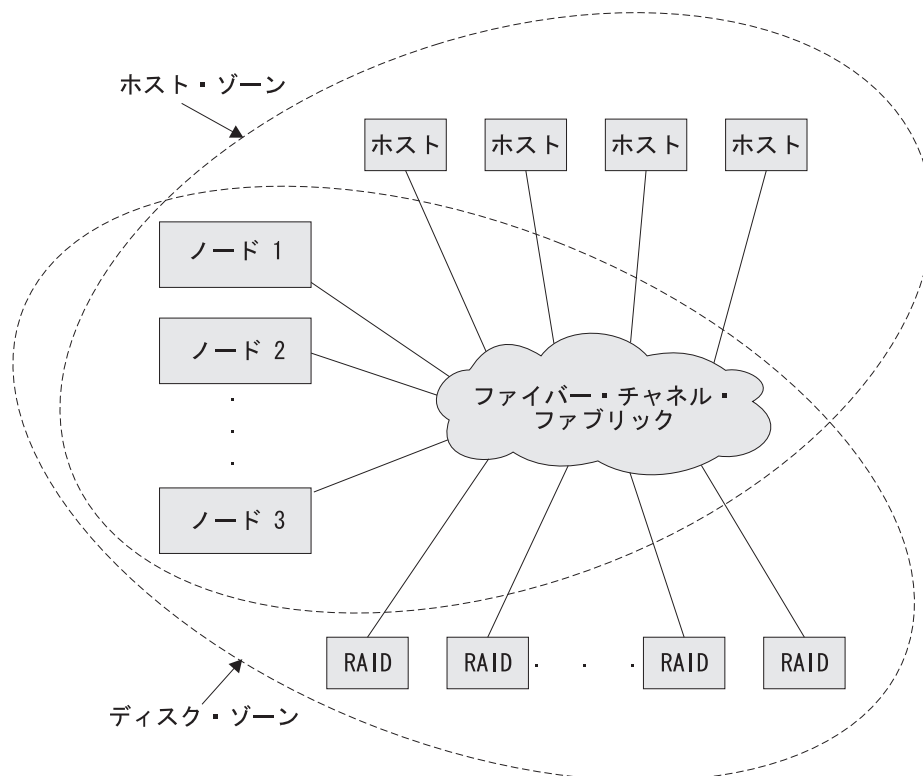 ホスト・ゾーン
ホスト
ホスト
ホスト
ホスト
ノード 1
ノード 2
ファイバー・チャネル・
ファブリック
ノード 3
RAID
RAID
RAID
RAID
ディスク・ゾーン